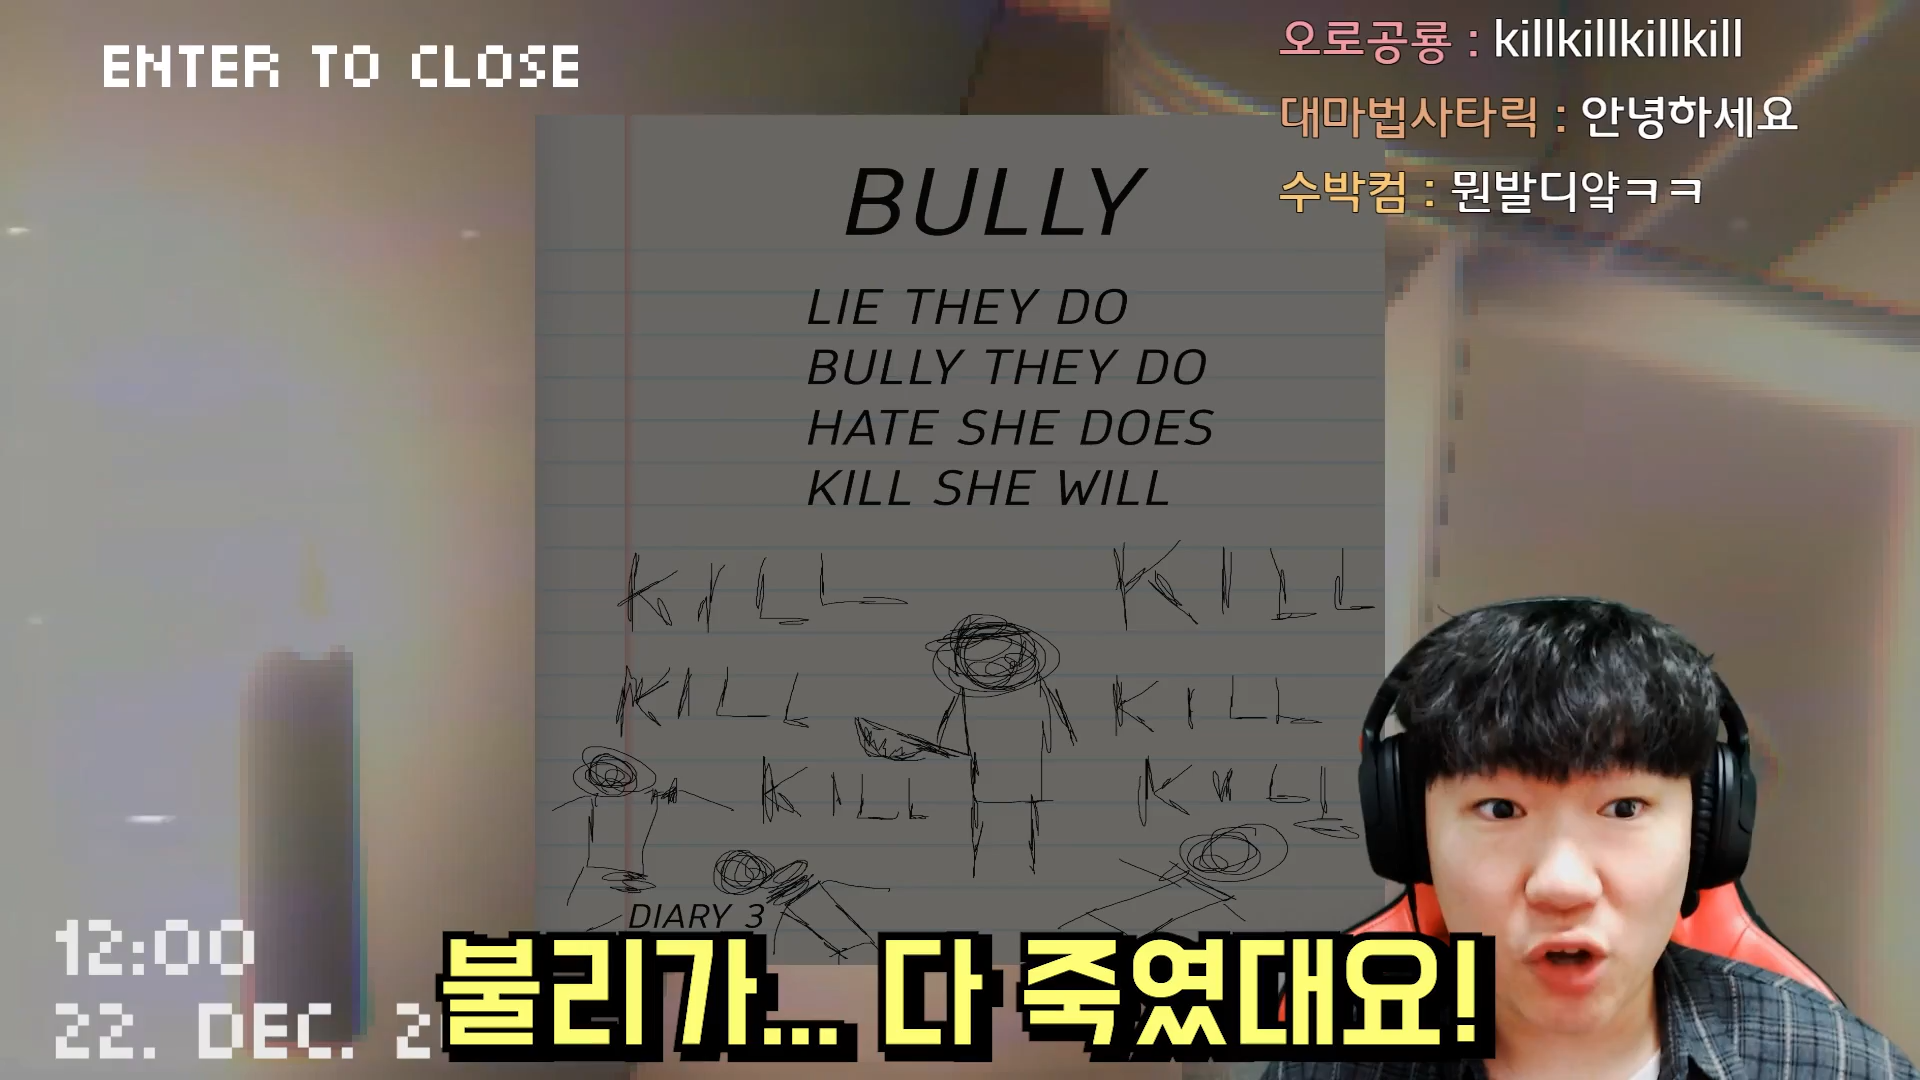 ENTER TO CLOSE
오로공룡 : killkillkillkill
대마법사타릭 : 안녕하세요
수박컴 : 뭔발디얔ㅋㅋ
BULLY
LIE THEY DO
BULLY THEY DO
HATE SHE DOES
KILL SHE WILL
KILL KILL
KILL KILL
KILL KILL
DIARY 3
불리가... 다 죽였대요!
12:00
22. DEC. 2